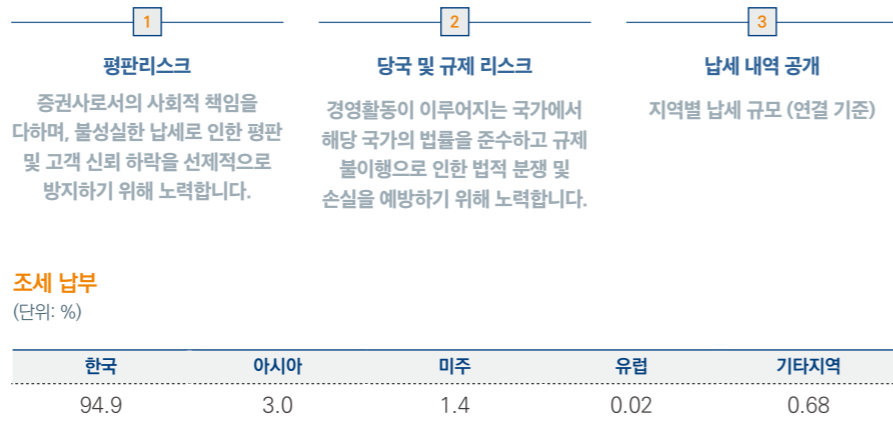 1
평판리스크
증권사로서의 사회적 책임을
다하며, 불성실한 납세로 인한 평판
및 고객 신뢰 하락을 선제적으로
방지하기 위해 노력합니다.
2
당국 및 규제 리스크
경영활동이 이루어지는 국가에서
해당 국가의 법률을 준수하고 규제
불이행으로 인한 법적 분쟁 및
손실을 예방하기 위해 노력합니다.
3
납세 내역 공개
지역별 납세 규모 (연결 기준)
조세 납부
(단위: %)
한국 아시아 미주 유럽 기타지역
94.9 3.0 1.4 0.02 0.68